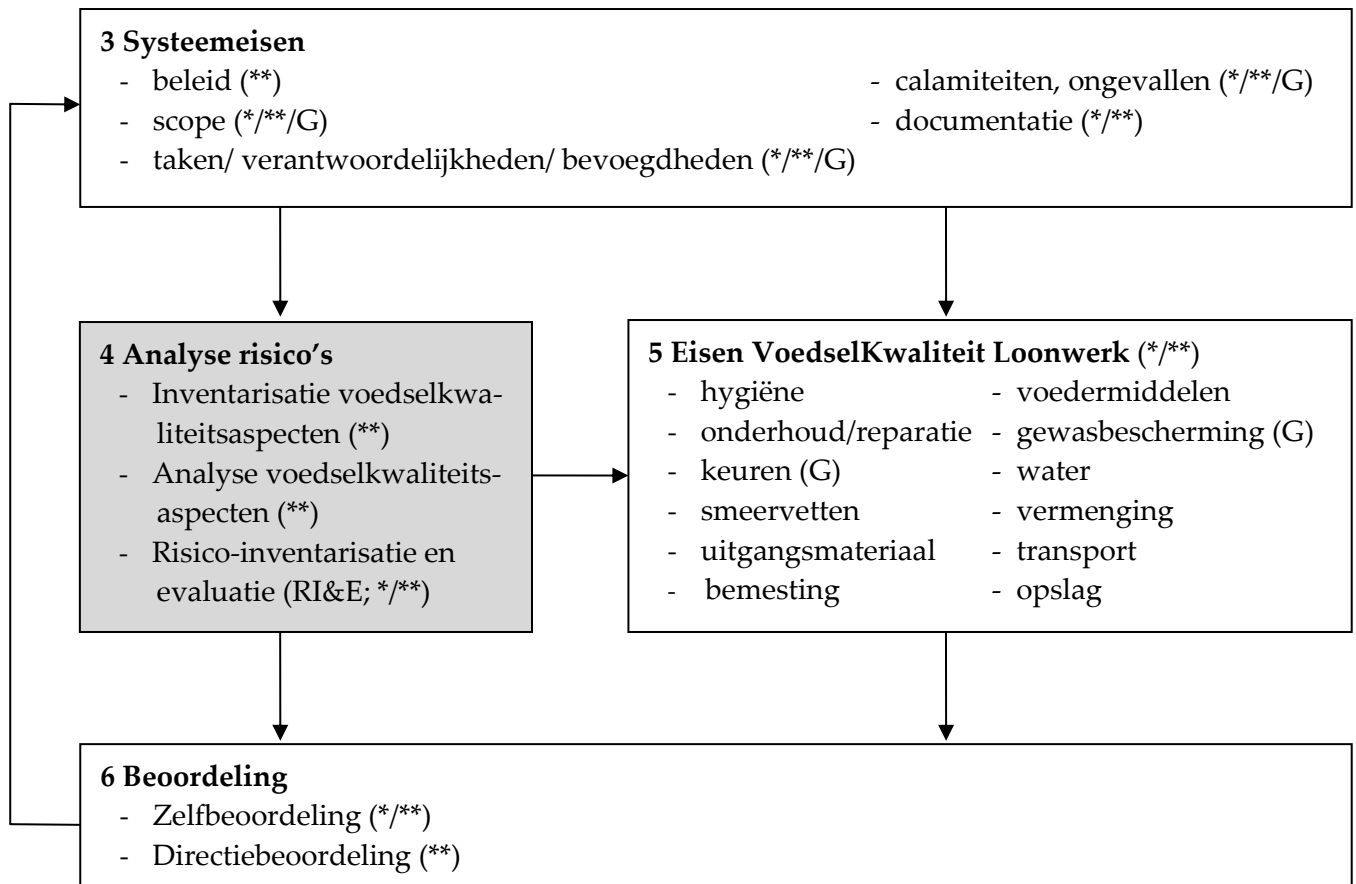 3 Systeemeisen
- beleid (**)
- scope (*/**/G)
- taken/ verantwoordelijkheden/ bevoegdheden (*/**/G)
- calamiteiten, ongevallen (*/**/G)
- documentatie (*/**)
4 Analyse risico’s
- Inventarisatie voedselkwa-
liteitsaspecten (**)
- Analyse voedselkwaliteits-
aspecten (**)
- Risico-inventarisatie en
evaluatie (RI&E; */**)
5 Eisen VoedselKwaliteit Loonwerk (*/**)
- hygiëne
- onderhoud/reparatie
- keuren (G)
- smeervetten
- uitgangsmateriaal
- bemesting
- voedermiddelen
- gewasbescherming (G)
- water
- vermenging
- transport
- opslag
6 Beoordeling
- Zelfbeoordeling (*/**)
- Directiebeoordeling (**)